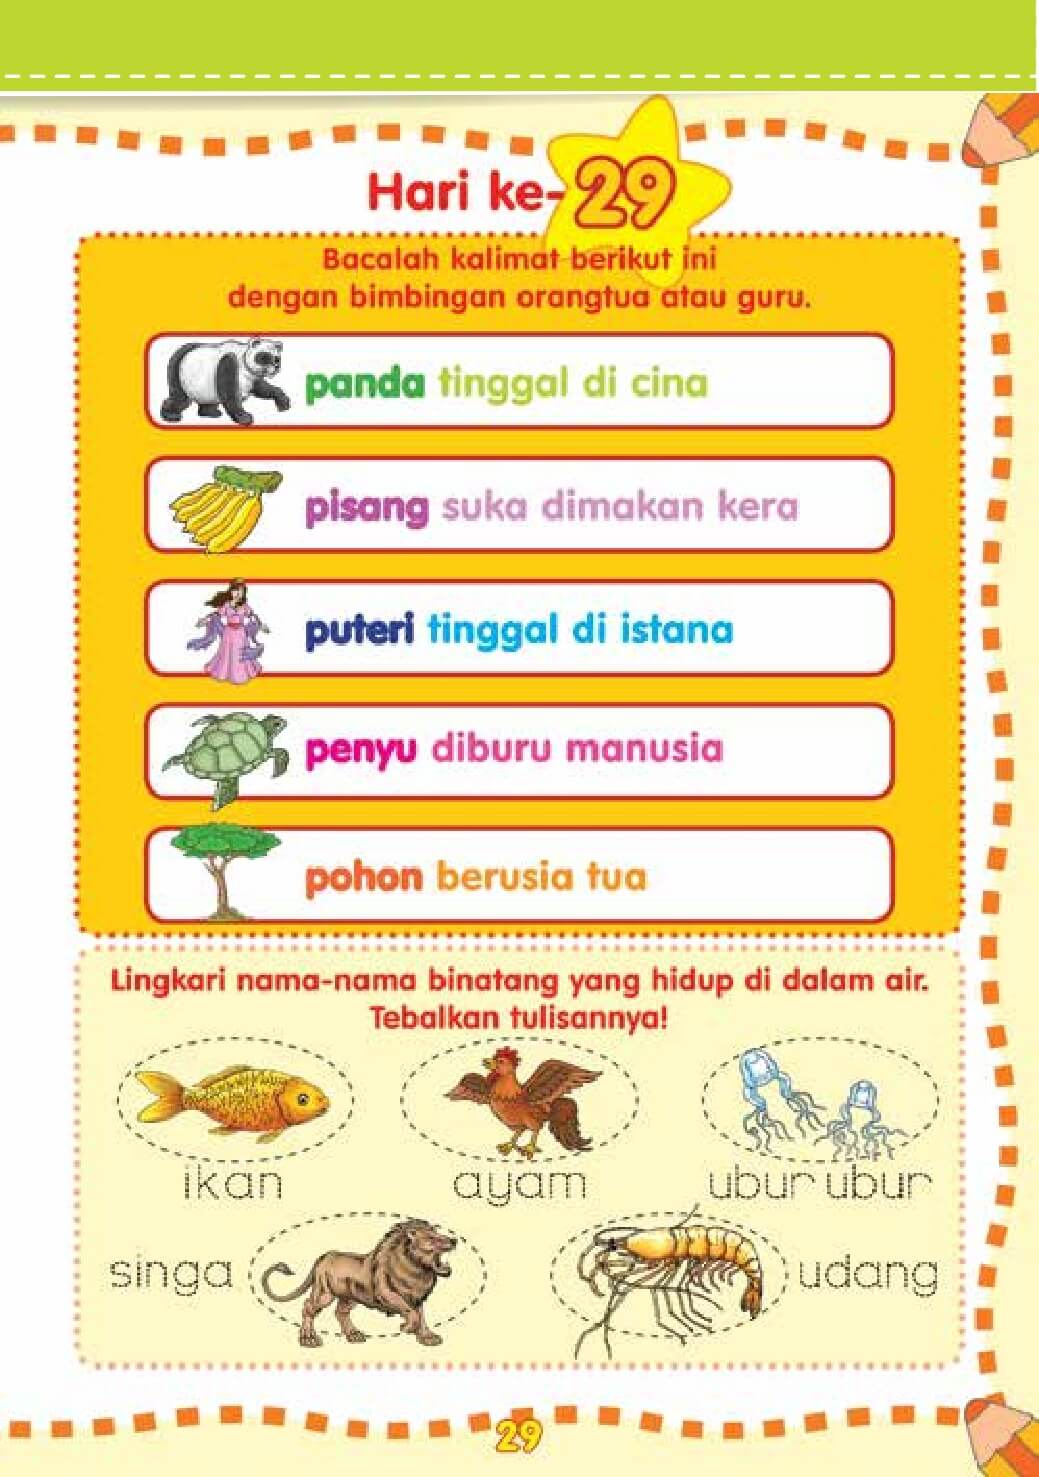 Hari ke-29
Bacalah kalimat berikut ini
dengan bimbingan orangtua atau guru.
panda tinggal di cina
pisang suka dimakan kera
puteri tinggal di istana
penyu diburu manusia
pohon berusia tua
Lingkari nama-nama binatang yang hidup di dalam air.
Tebalkan tulisannya!
ikan ayam ubur ubur
singa udang
29